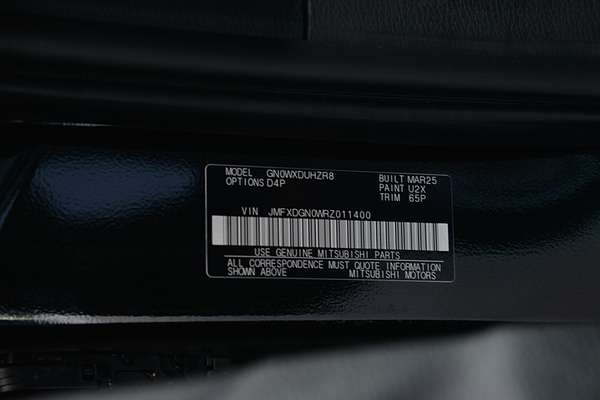 MODEL GN0WXDUHZR8 BUILT MAR25
OPTIONS D4P PAINT U2X
TRIM 65P
VIN JMFXDGN0WRZ011400
USE GENUINE MITSUBISHI PARTS
ALL CORRESPONDENCE MUST QUOTE INFORMATION
SHOWN ABOVE MITSUBISHI MOTORS